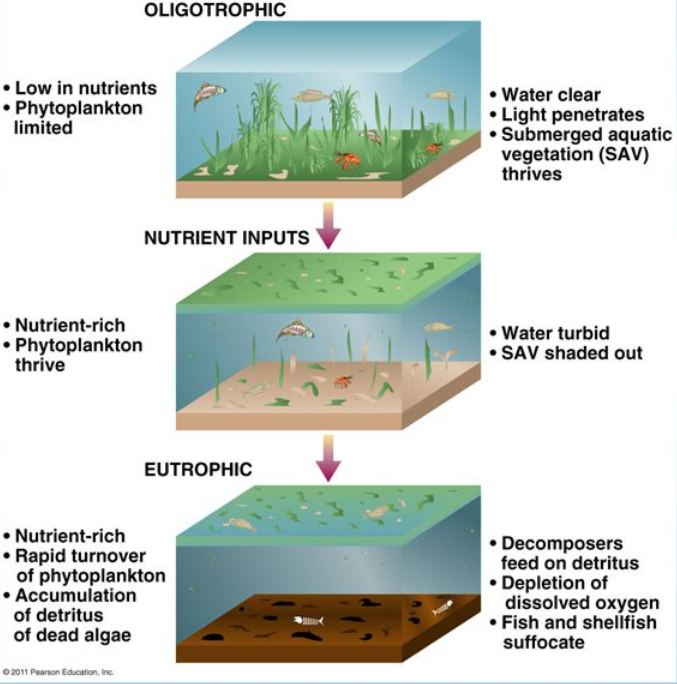 OLIGOTROPHIC
• Low in nutrients
• Phytoplankton
limited
• Water clear
• Light penetrates
• Submerged aquatic
vegetation (SAV)
thrives
NUTRIENT INPUTS
• Nutrient-rich
• Phytoplankton
thrive
• Water turbid
• SAV shaded out
EUTROPHIC
• Nutrient-rich
• Rapid turnover
of phytoplankton
• Accumulation
of detritus
of dead algae
• Decomposers
feed on detritus
• Depletion of
dissolved oxygen
• Fish and shellfish
suffocate
© 2011 Pearson Education, Inc.